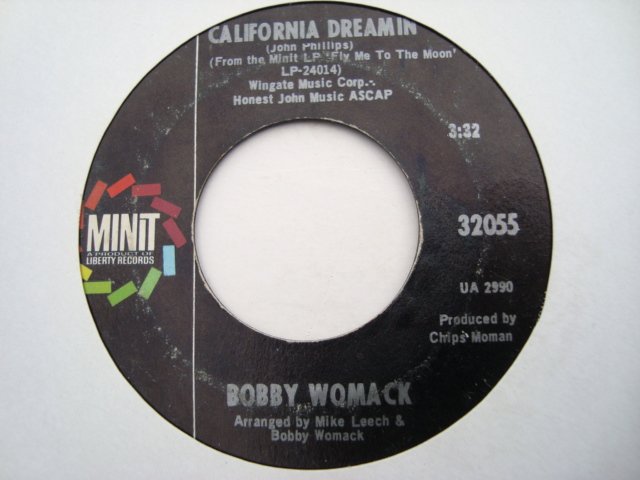 CALIFORNIA DREAMIN
(John Phillips)
(From the Minit LP 'Fly Me To The Moon'
LP-24014)
Wingate Music Corp.-
Honest John Music ASCAP
3:32
MINIT
A PRODUCT OF
LIBERTY RECORDS
32055
UA 2990
Produced by
Chips Moman
BOBBY WOMACK
Arranged by Mike Leech &
Bobby Womack